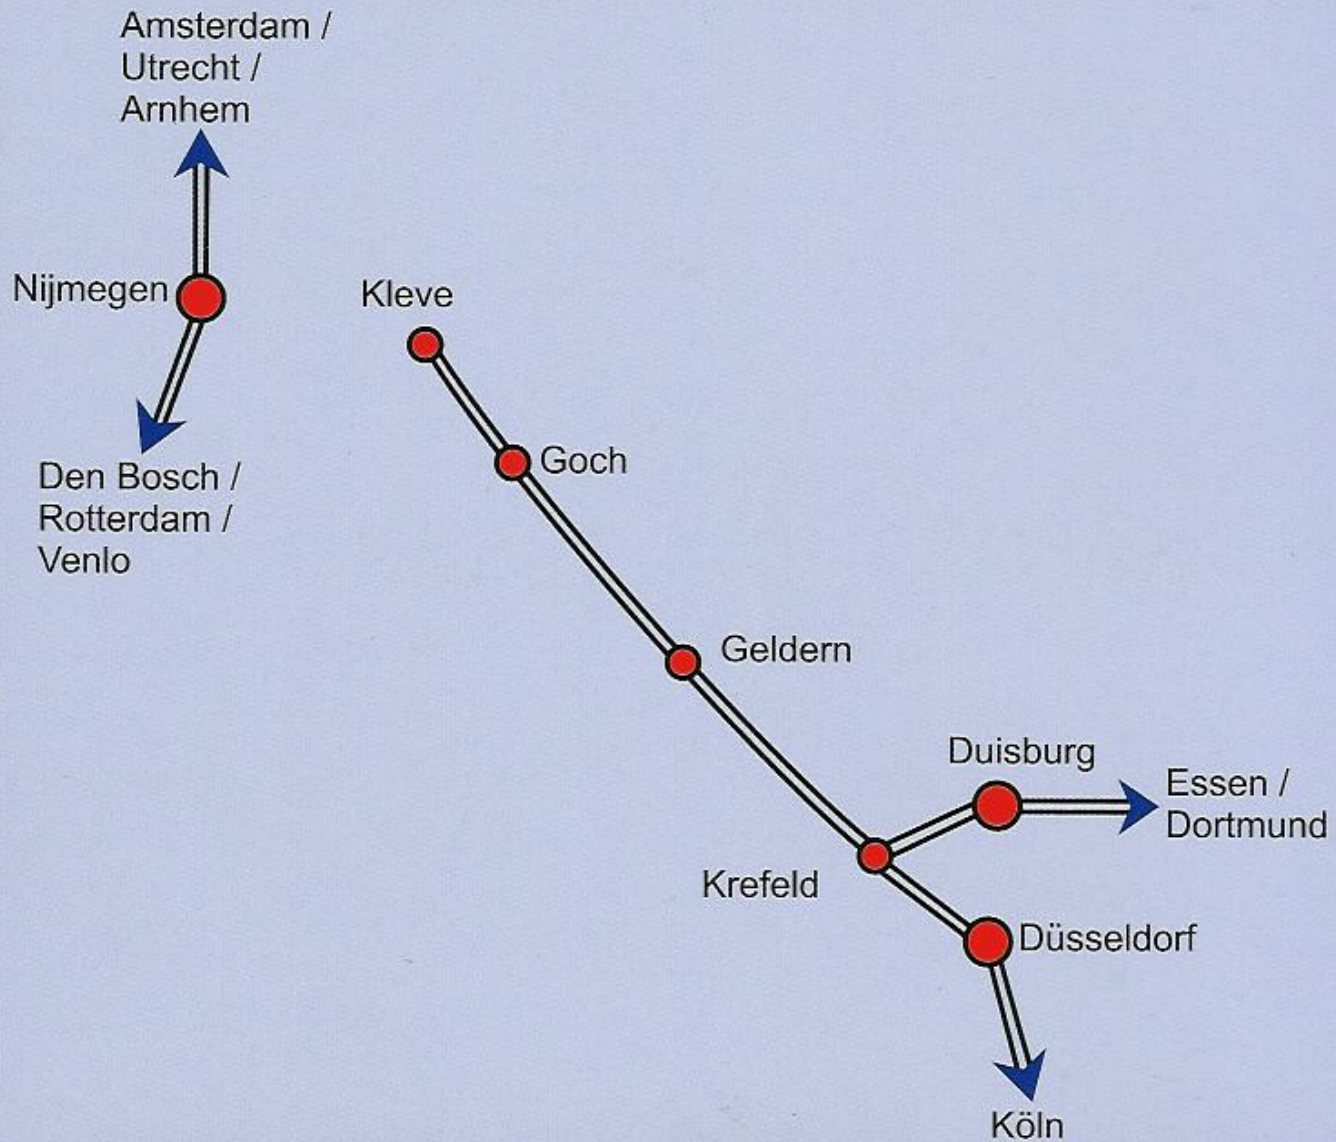 Amsterdam /
Utrecht /
Arnhem
Nijmegen
Kleve
Den Bosch /
Rotterdam /
Venlo
Goch
Geldern
Duisburg
Essen /
Dortmund
Krefeld
Düsseldorf
Köln